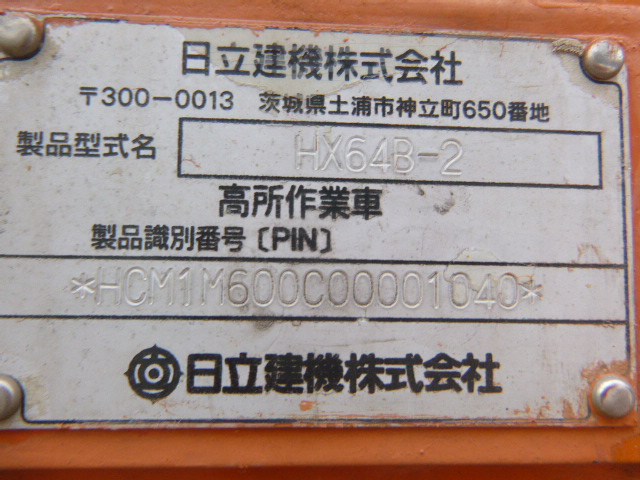 日立建機株式会社
〒300-0013 茨城県土浦市神立町650番地
製品型式名 HX64B-2
高所作業車
製品識別番号〔PIN〕
*HCM1M600C00001040*
日立建機株式会社